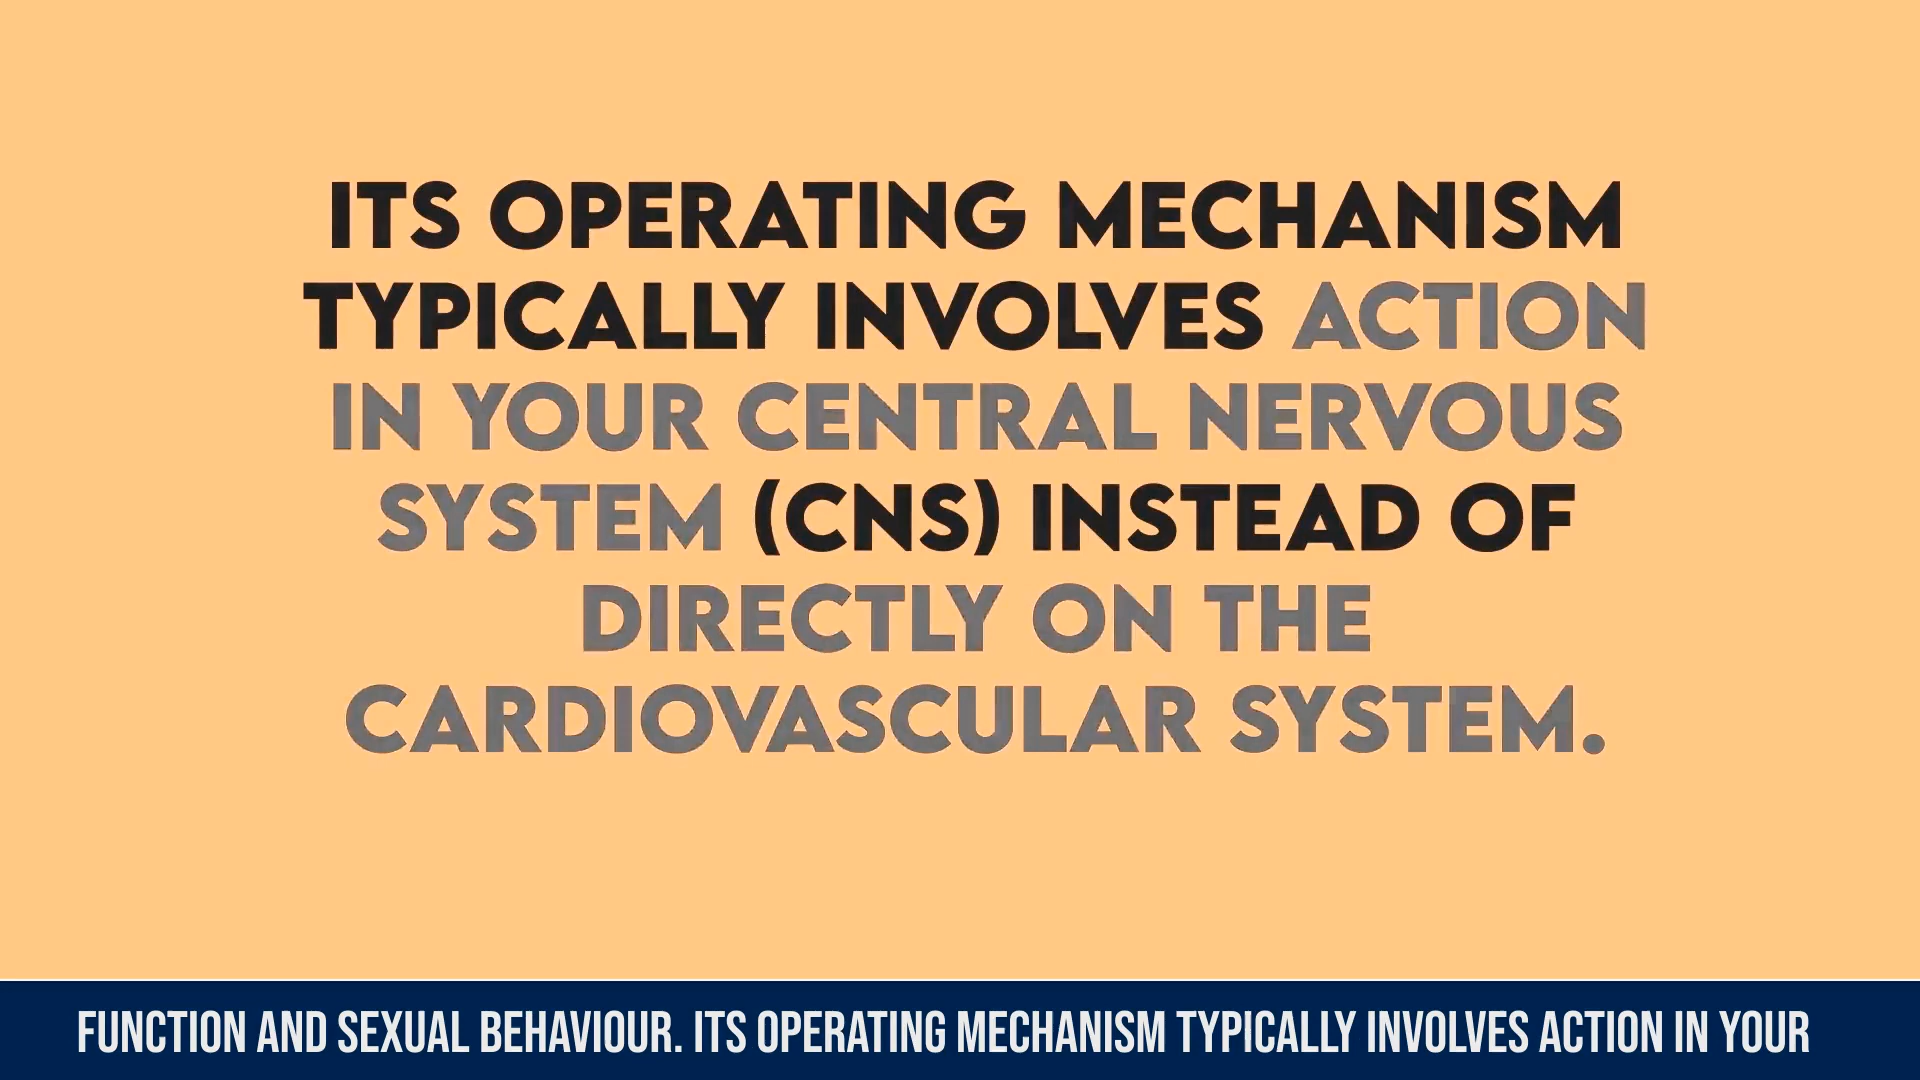 ITS OPERATING MECHANISM
TYPICALLY INVOLVES ACTION
IN YOUR CENTRAL NERVOUS
SYSTEM (CNS) INSTEAD OF
DIRECTLY ON THE
CARDIOVASCULAR SYSTEM.
FUNCTION AND SEXUAL BEHAVIOUR. ITS OPERATING MECHANISM TYPICALLY INVOLVES ACTION IN YOUR